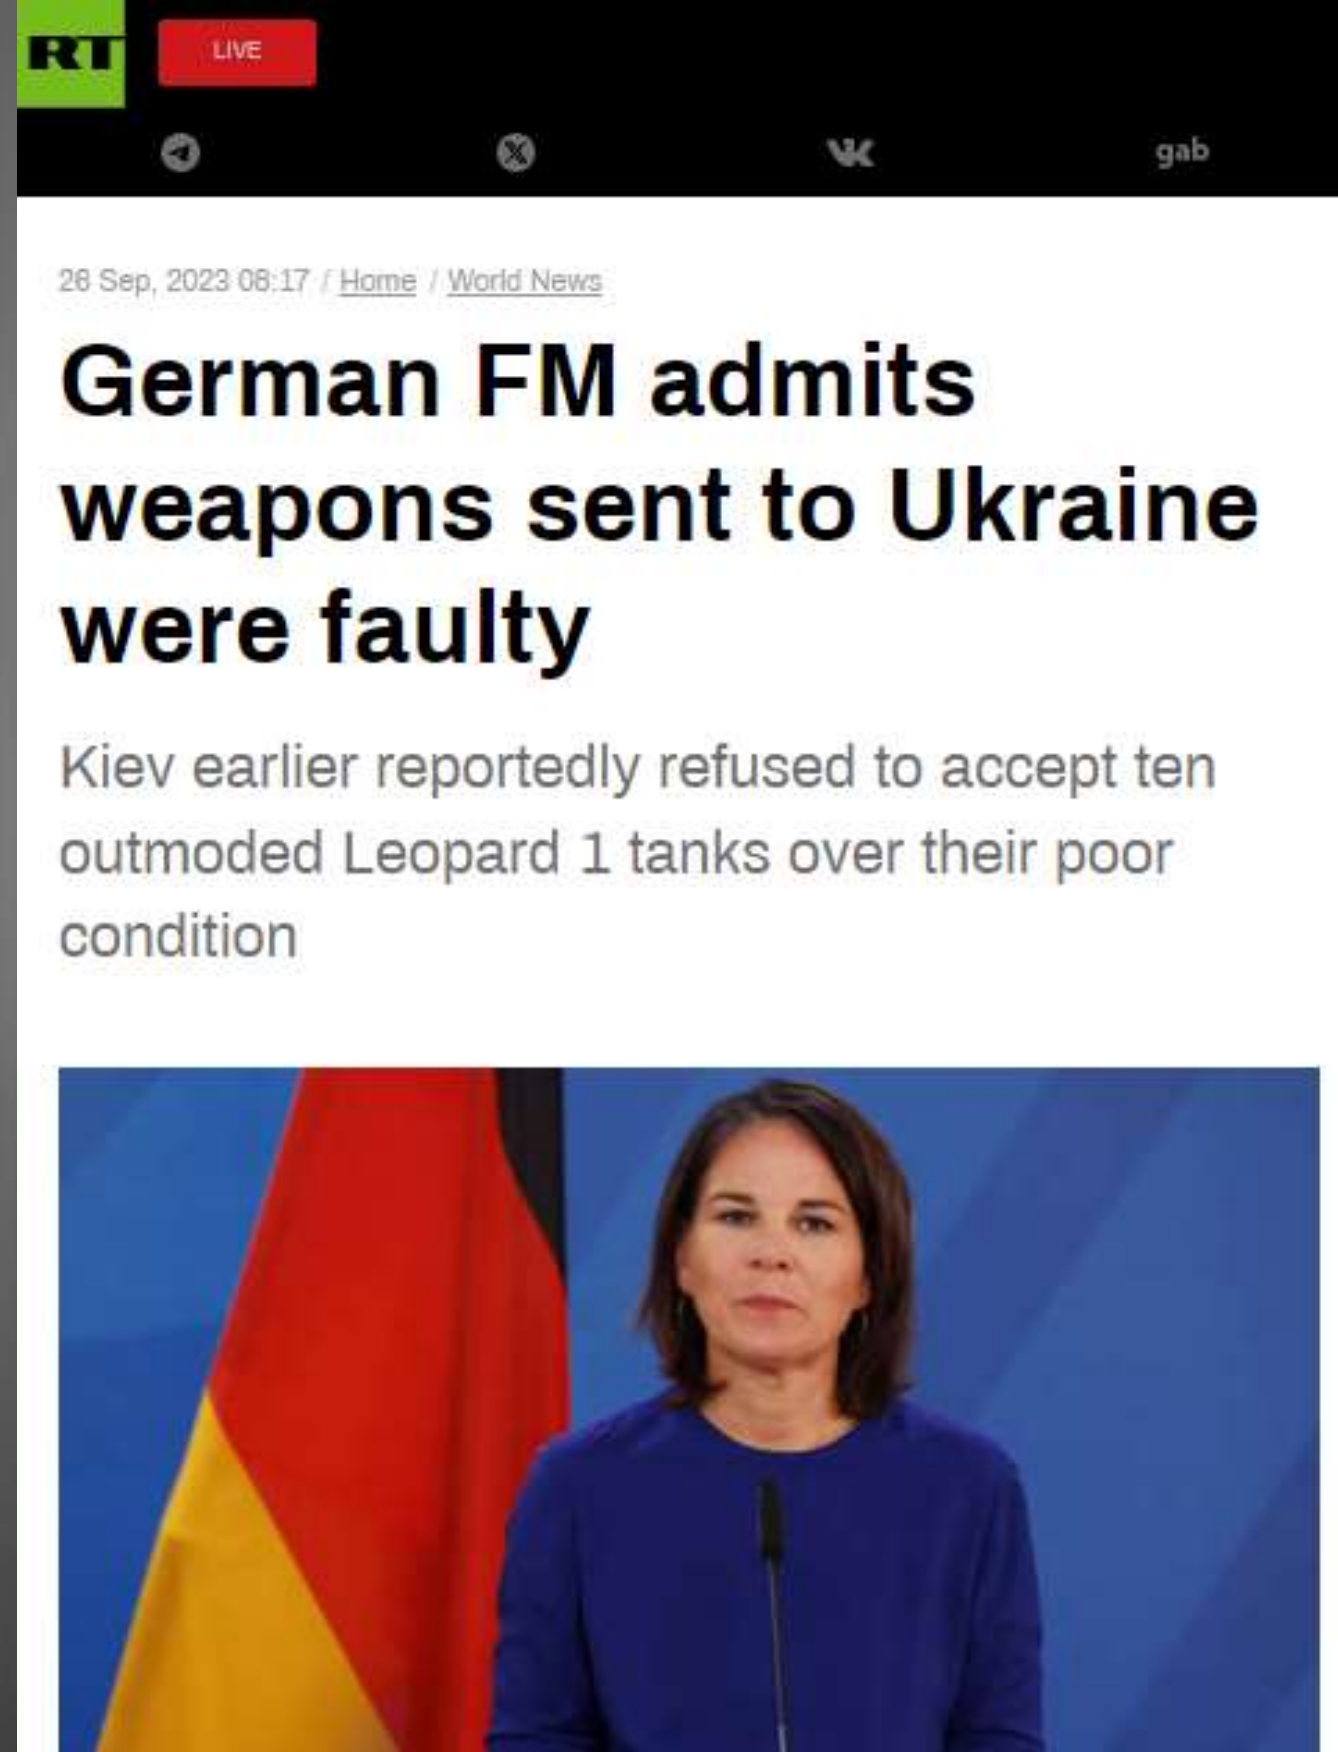 RT
LIVE
gab
28 Sep, 2023 08:17 / Home / World News
German FM admits
weapons sent to Ukraine
were faulty
Kiev earlier reportedly refused to accept ten
outmoded Leopard 1 tanks over their poor
condition